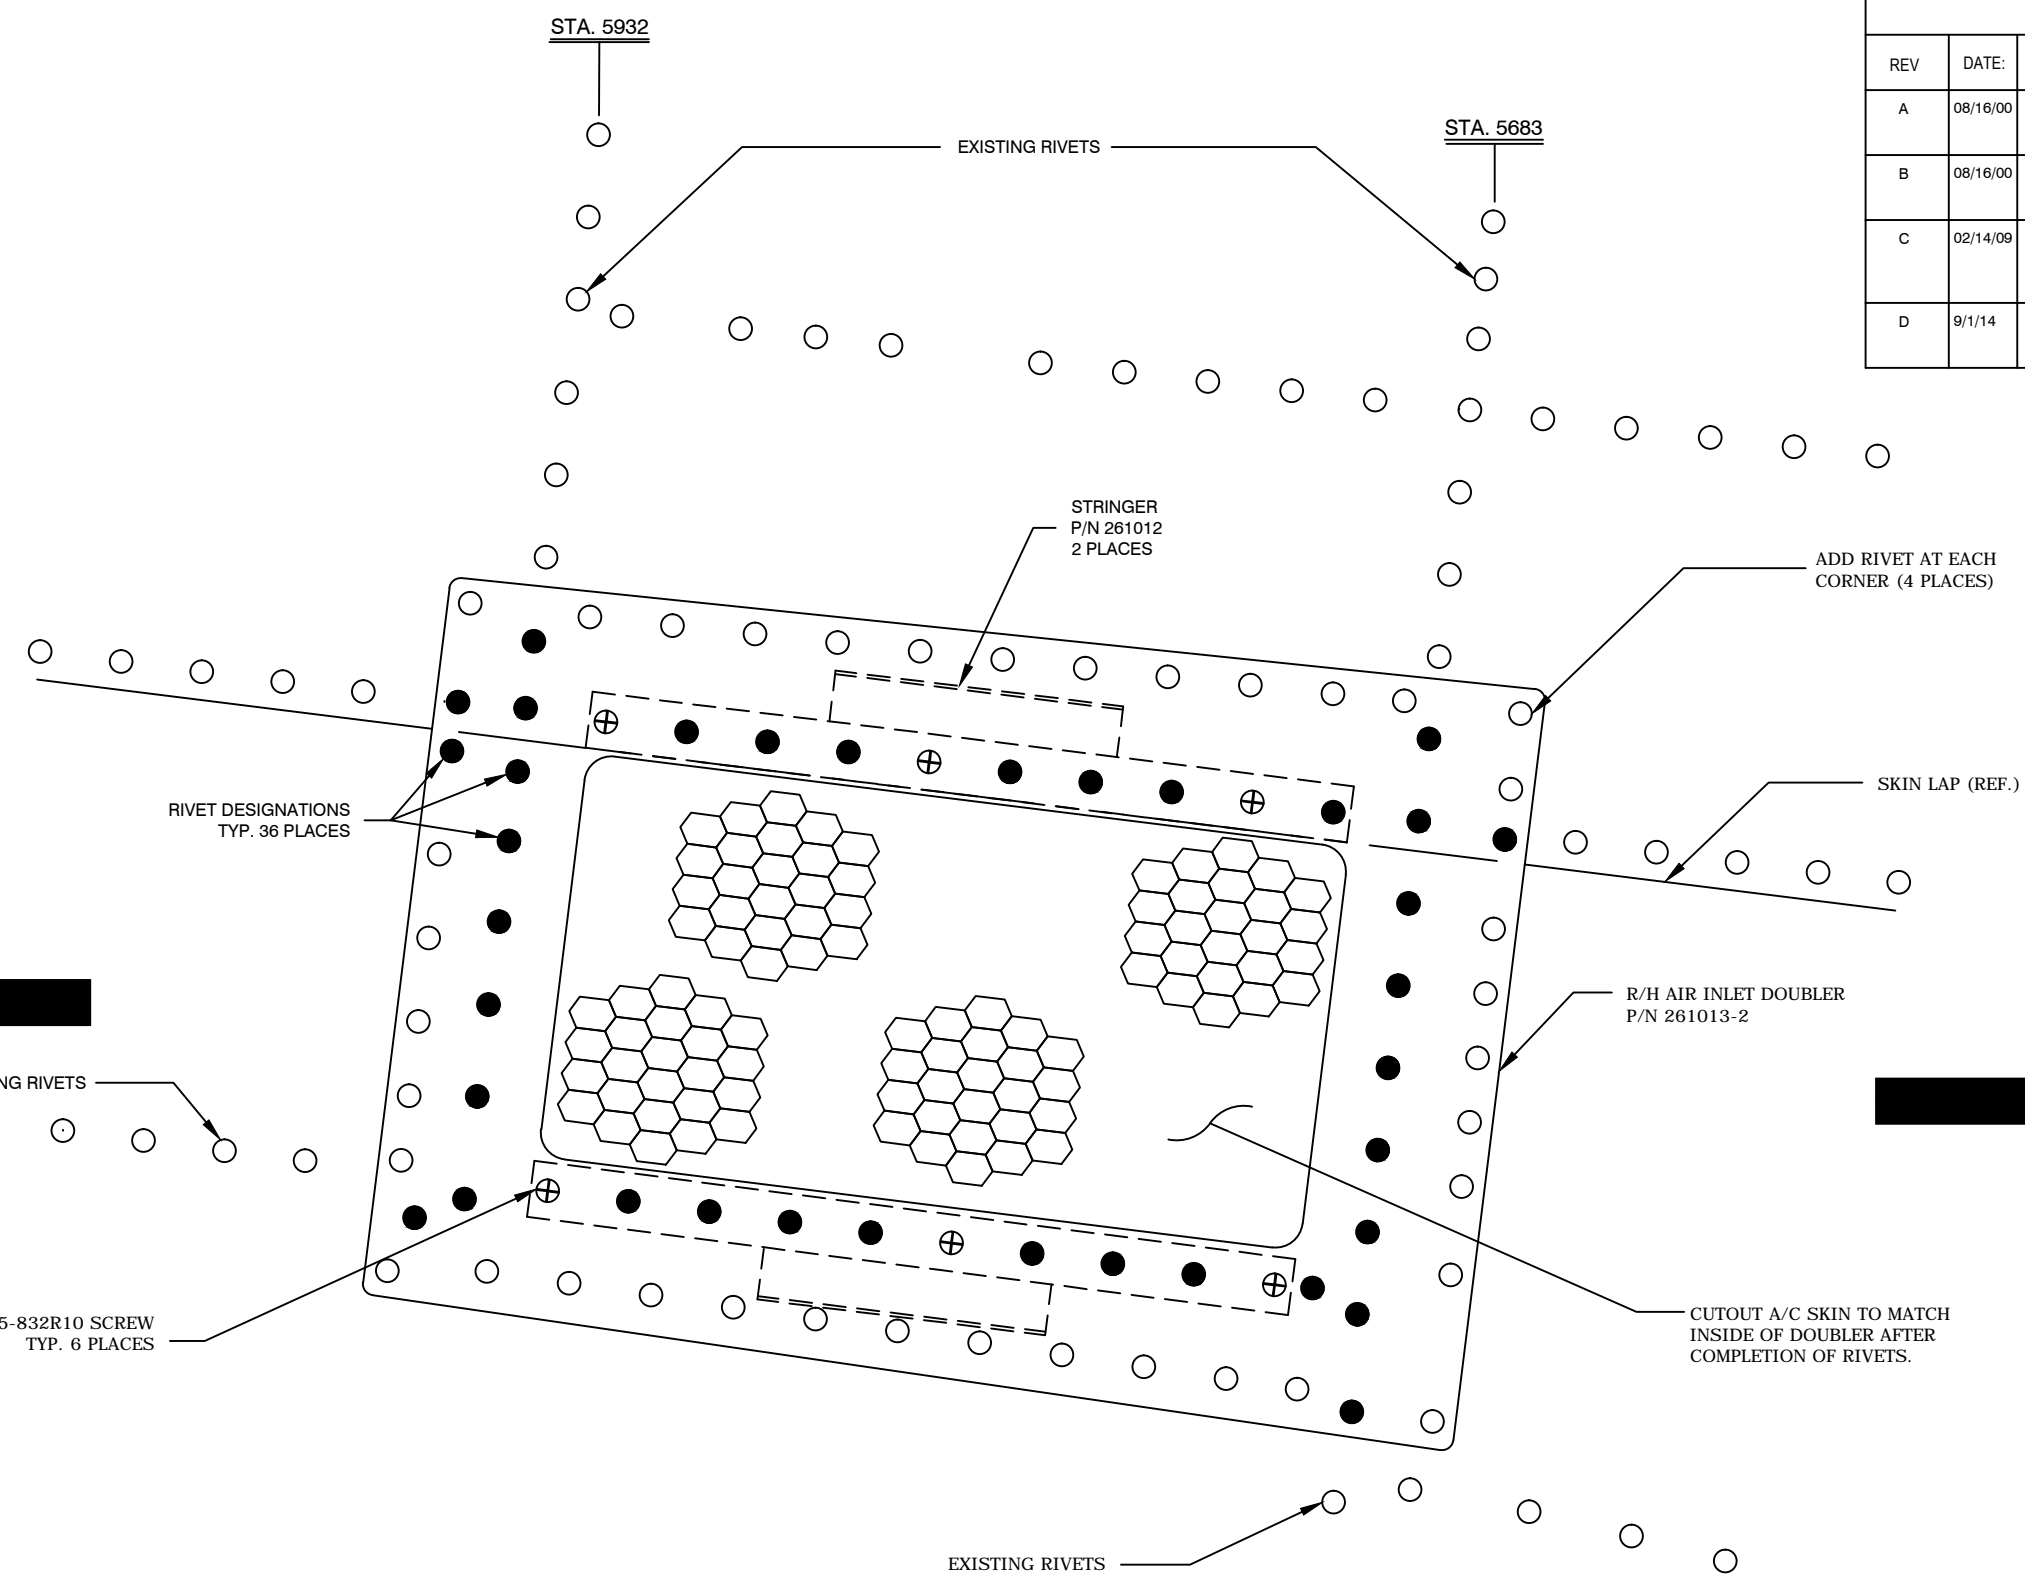 STA. 5932
EXISTING RIVETS
STA. 5683
REV DATE:
A 08/16/00
B 08/16/00
C 02/14/09
D 9/1/14
STRINGER
P/N 261012
2 PLACES
ADD RIVET AT EACH
CORNER (4 PLACES)
RIVET DESIGNATIONS
TYP. 36 PLACES
SKIN LAP (REF.)
R/H AIR INLET DOUBLER
P/N 261013-2
NG RIVETS
5-832R10 SCREW
TYP. 6 PLACES
CUTOUT A/C SKIN TO MATCH
INSIDE OF DOUBLER AFTER
COMPLETION OF RIVETS.
EXISTING RIVETS